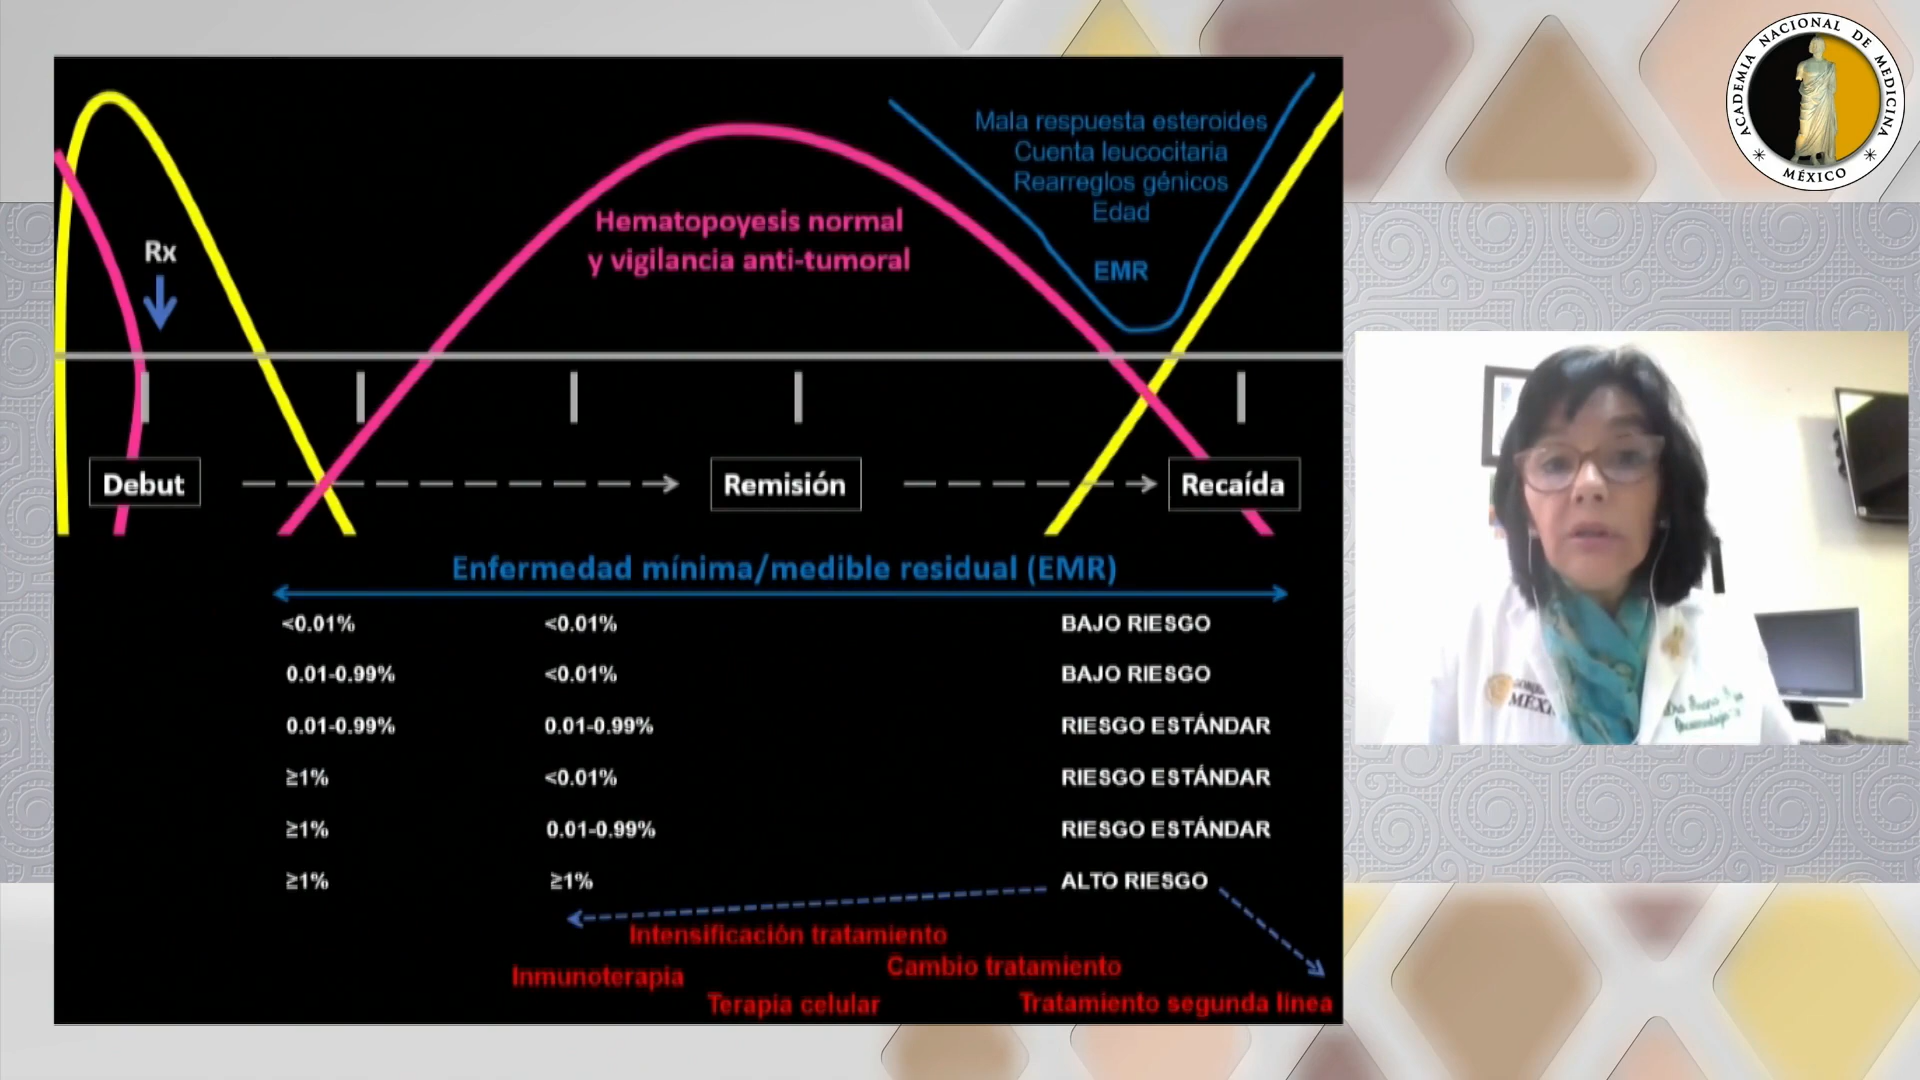 ACADEMIA NACIONAL DE MEDICINA
MÉXICO
Mala respuesta esteroides
Cuenta leucocitaria
Rearreglos génicos
Edad
EMR
Hematopoyesis normal
y vigilancia anti-tumoral
Rx
Debut
Remisión
Recaída
Enfermedad mínima/medible residual (EMR)
<0.01% <0.01% BAJO RIESGO
0.01-0.99% <0.01% BAJO RIESGO
0.01-0.99% 0.01-0.99% RIESGO ESTÁNDAR
≥1% <0.01% RIESGO ESTÁNDAR
≥1% 0.01-0.99% RIESGO ESTÁNDAR
≥1% ≥1% ALTO RIESGO
Intensificación tratamiento
Cambio tratamiento
Inmunoterapia
Terapia celular
Tratamiento segunda línea
Dra